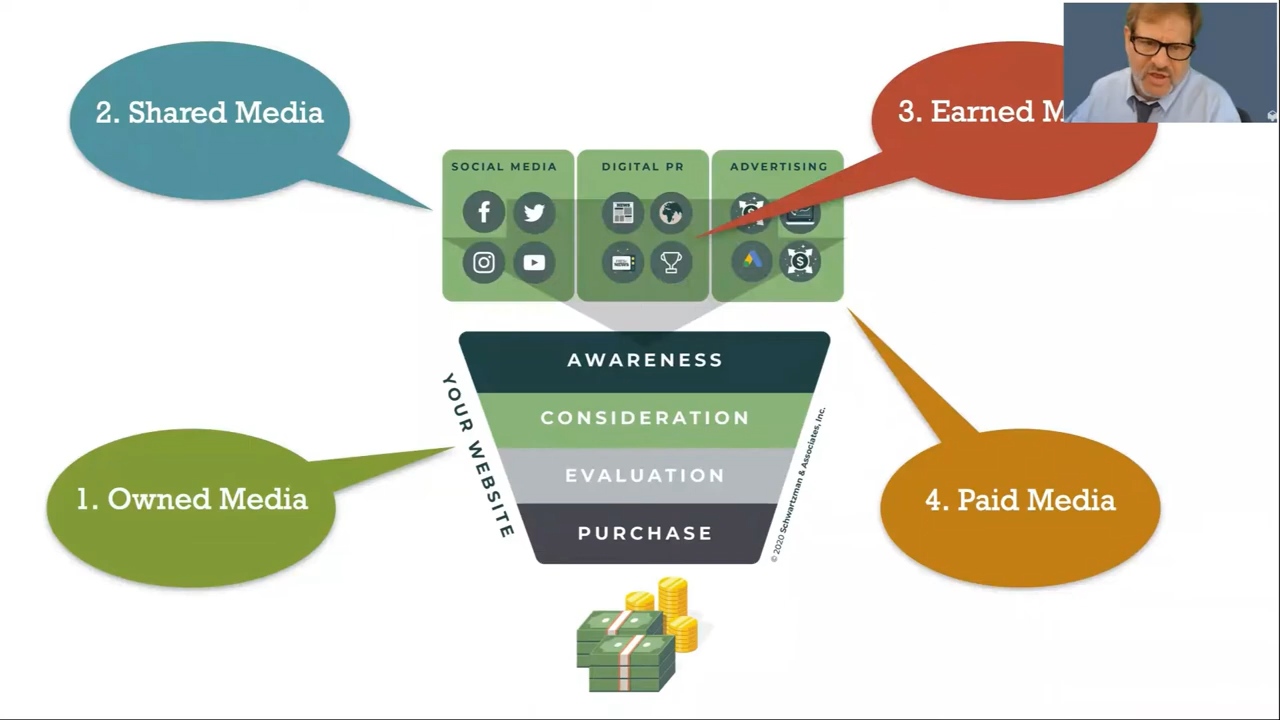 2. Shared Media
3. Earned M
SOCIAL MEDIA
DIGITAL PR
ADVERTISING
NEWS
AWARENESS
CONSIDERATION
EVALUATION
PURCHASE
YOUR WEBSITE
© 2020 Schwartzman & Associates, Inc.
1. Owned Media
4. Paid Media